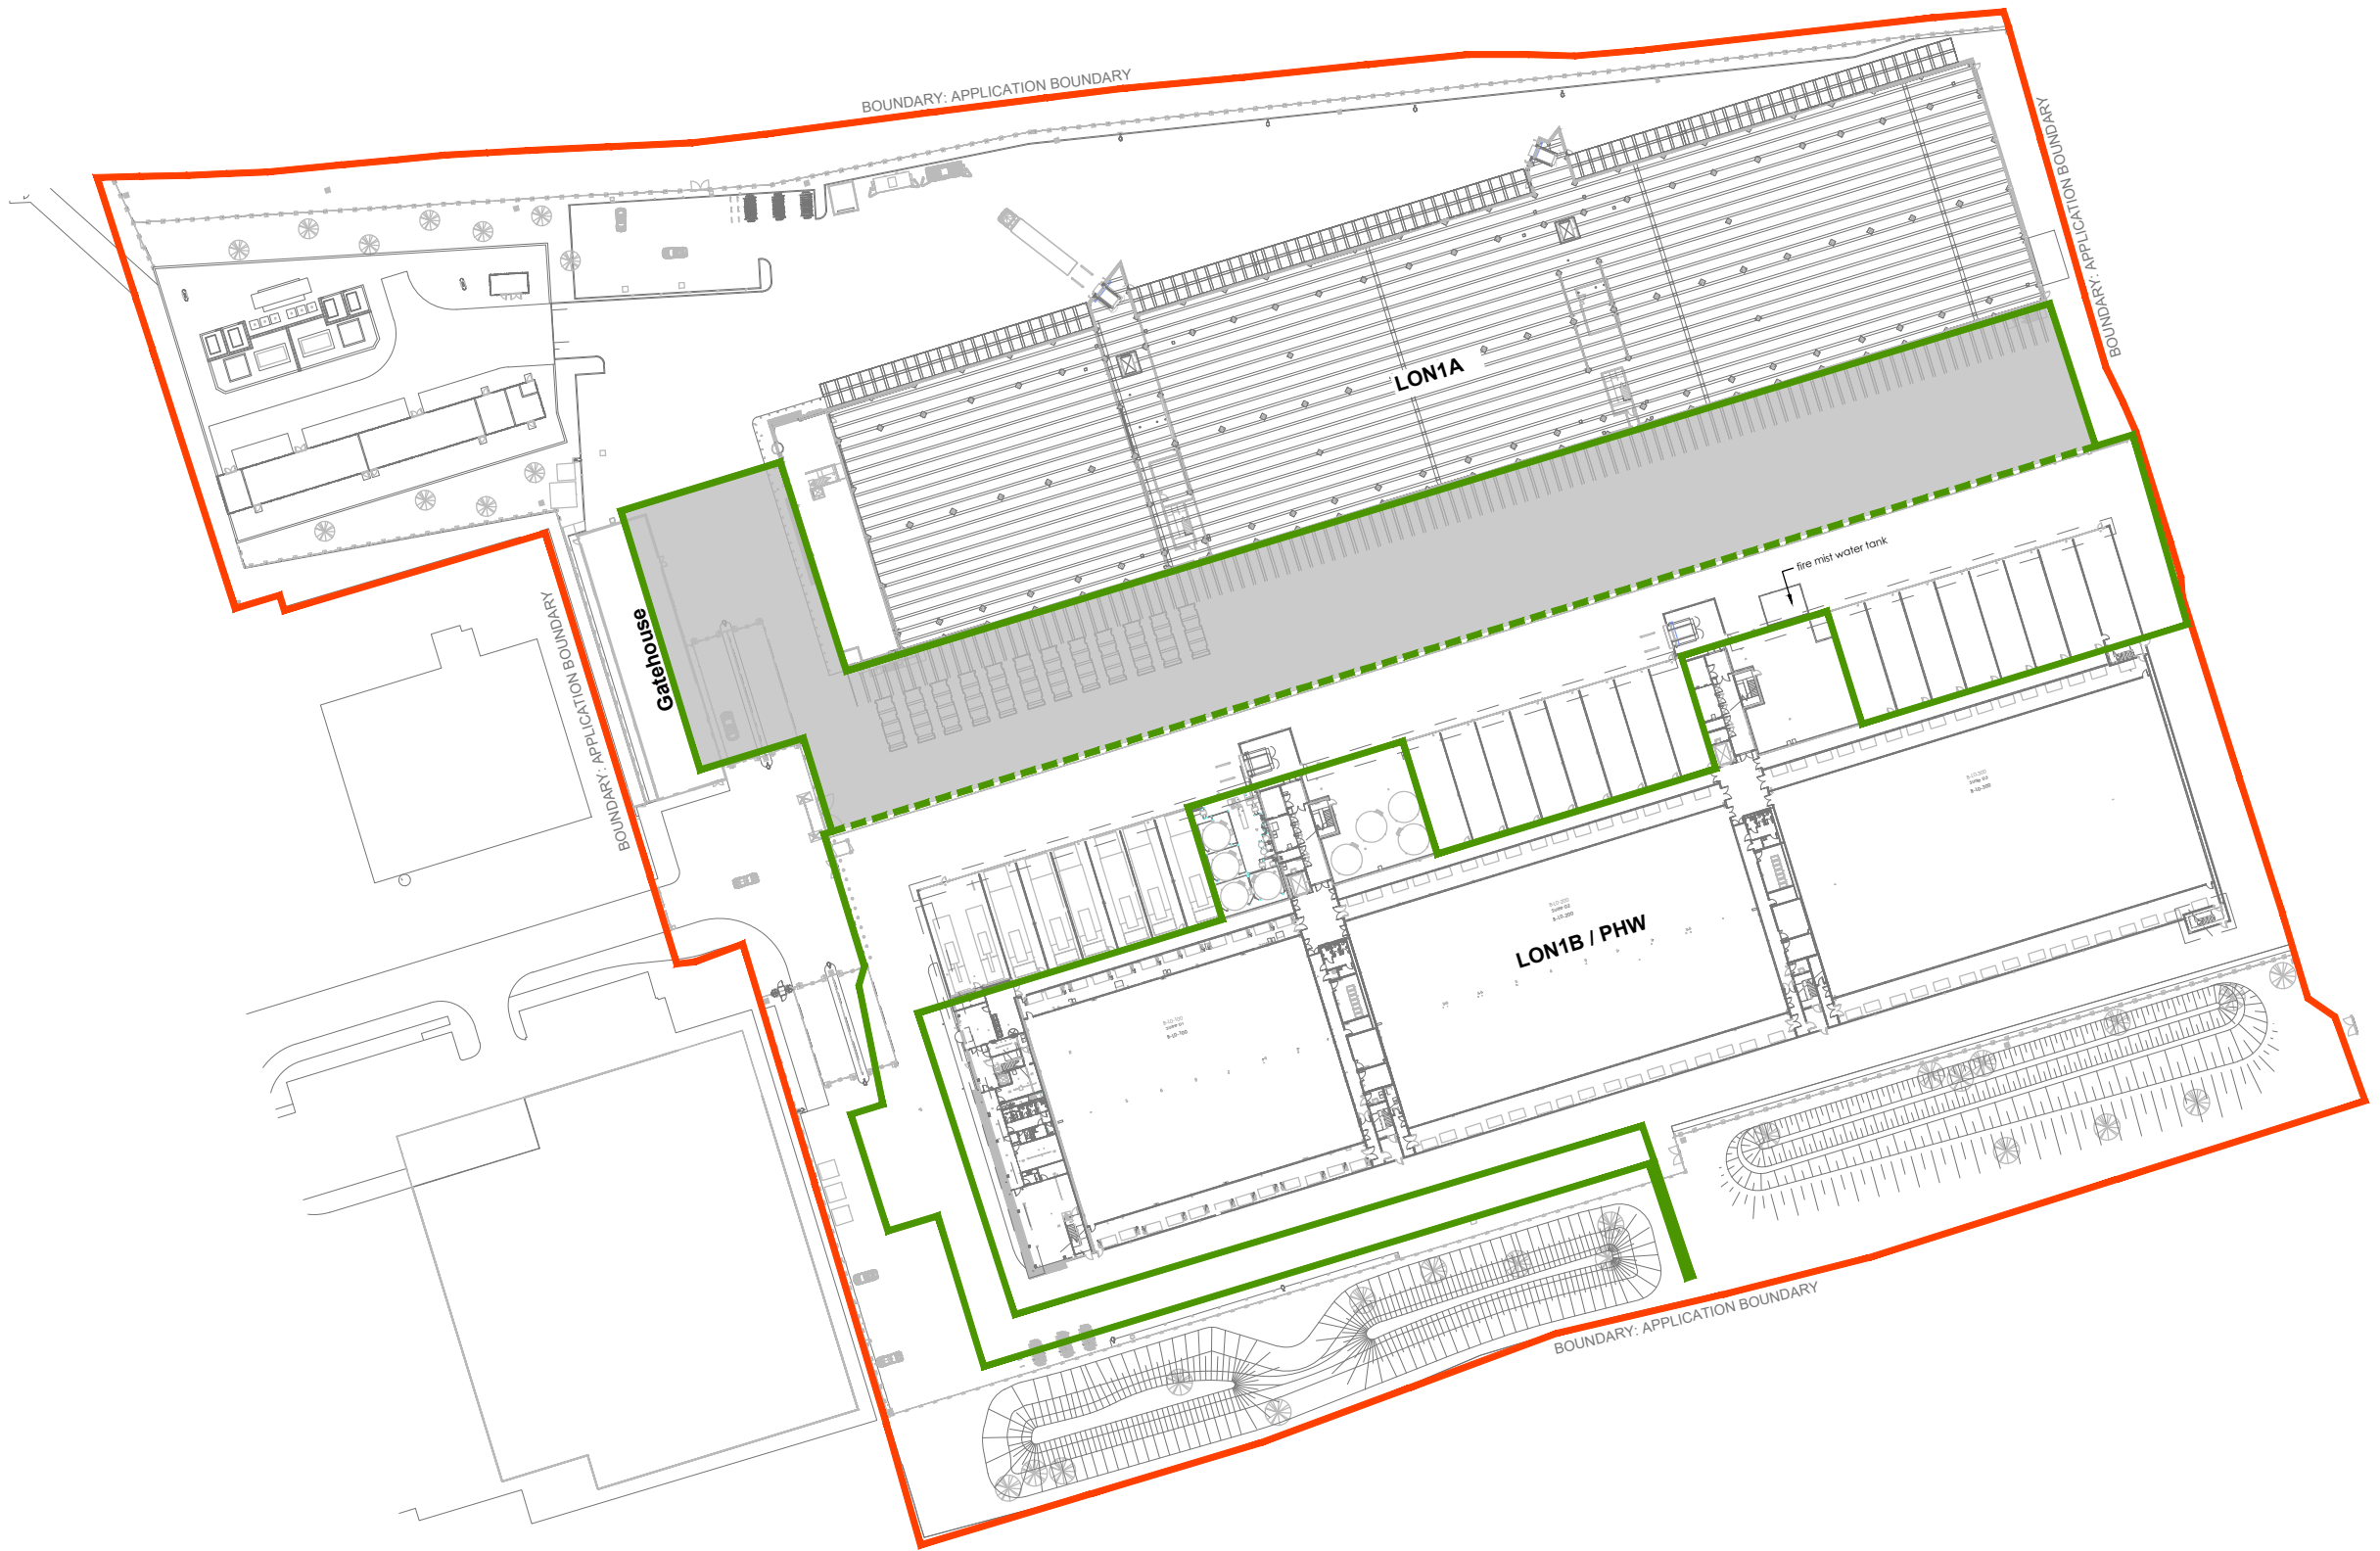 BOUNDARY: APPLICATION BOUNDARY
BOUNDARY: APPLICATION BOUNDARY
LON1A
fire mist water tank
Gatehouse
BOUNDARY: APPLICATION BOUNDARY
LON1B / PHW
BOUNDARY: APPLICATION BOUNDARY